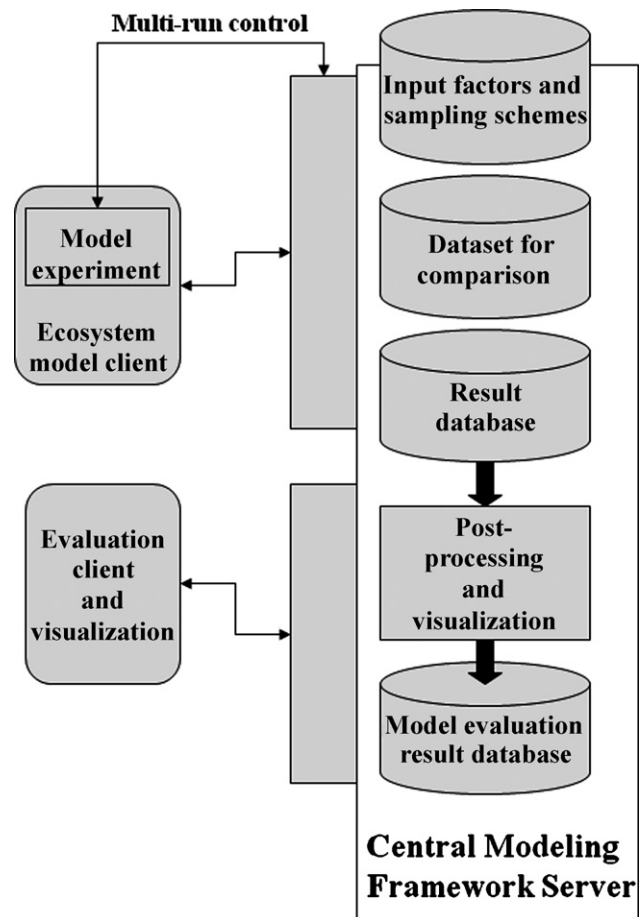 Multi-run control
Input factors and
sampling schemes
Model
experiment
Ecosystem
model client
Dataset for
comparison
Result
database
Evaluation
client
and
visualization
Post-
processing
and
visualization
Model evaluation
result database
Central Modeling
Framework Server